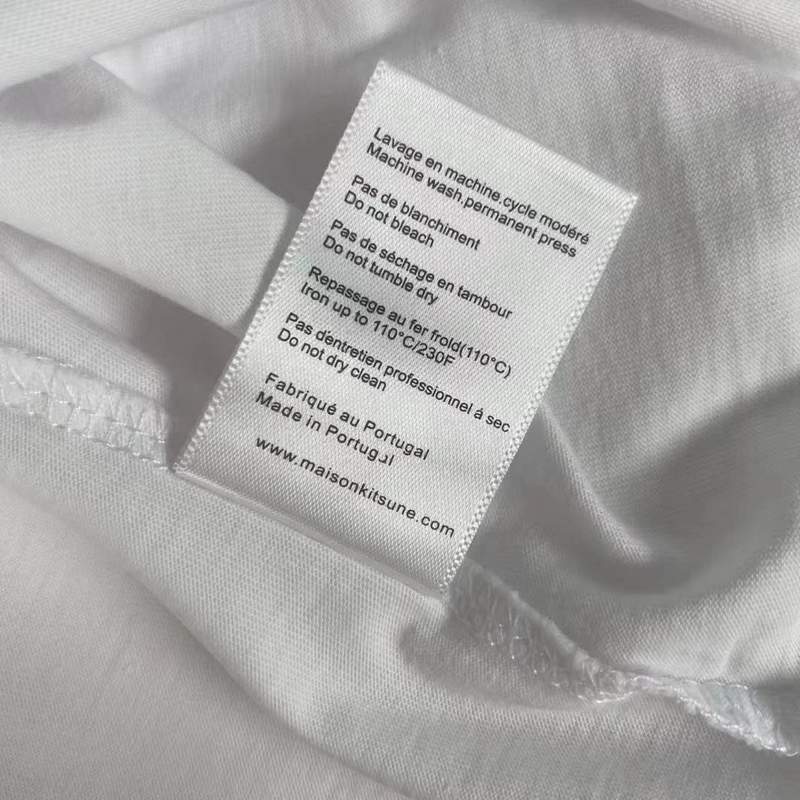 Lavage en machine.cycle modéré
Machine wash.permanent press
Pas de blanchiment
Do not bleach
Pas de séchage en tambour
Do not tumble dry
Repassage au fer froid(110°C)
Iron up to 110°C/230F
Pas d'entretien professionnel á sec
Do not dry clean
Fabriqué au Portugal
Made in Portugal
www.maisonkitsune.com